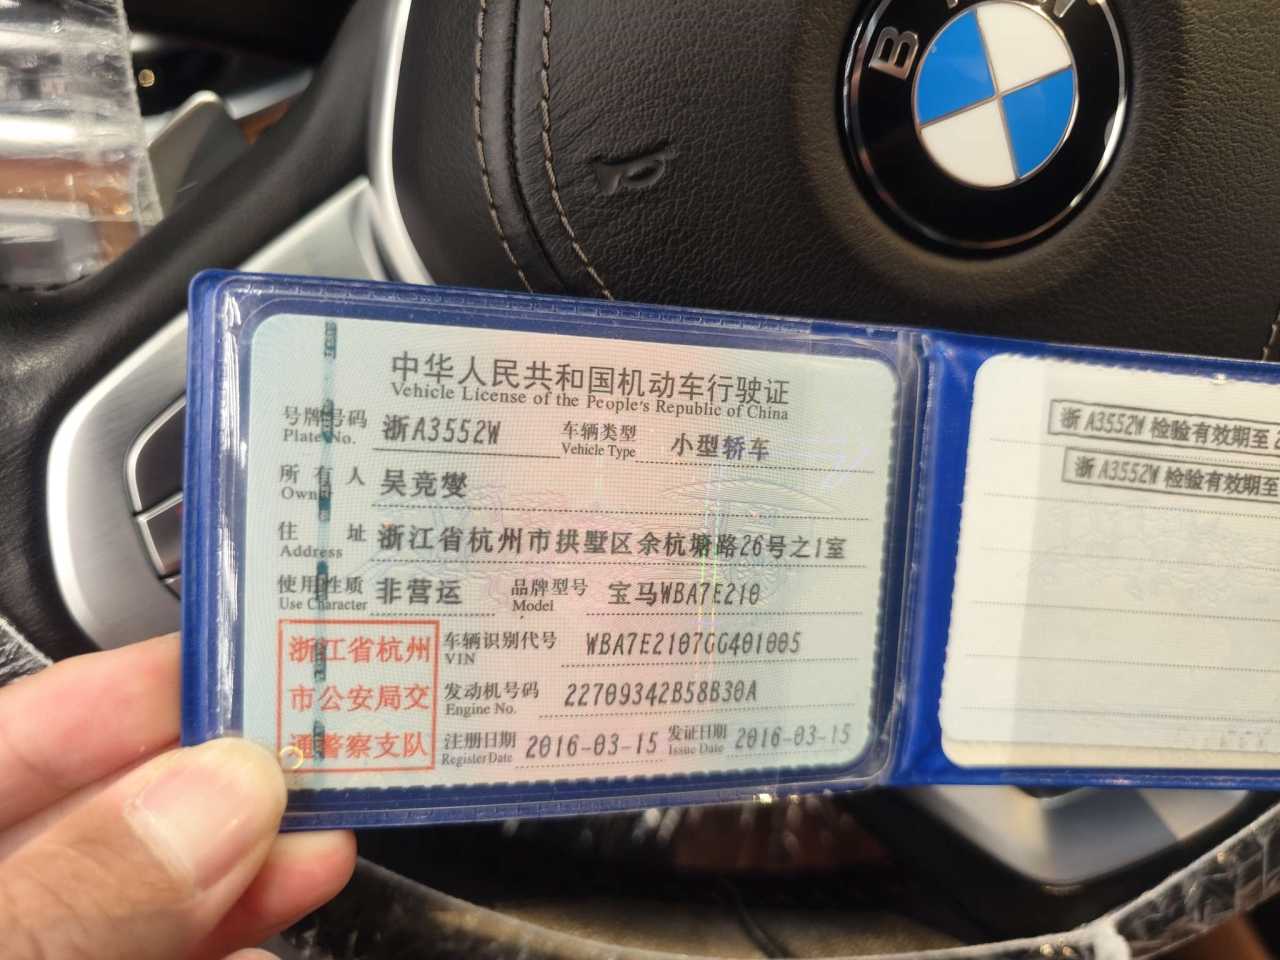 BMW
中华人民共和国机动车行驶证
Vehicle License of the People's Republic of China
号牌号码 浙A3552W 车辆类型 小型轿车
Plate No. Vehicle Type
所有人 吴竞燮
Owner
住址 浙江省杭州市拱墅区余杭塘路26号之1室
Address
使用性质 非营运 品牌型号 宝马WBA7E210
Use Character Model
浙江省杭州
市公安局交
通警察支队
车辆识别代号 WBA7E2107GG401005
VIN
发动机号码 22709342B58B30A
Engine No.
注册日期 2016-03-15 发证日期 2016-03-15
Register Date Issue Date
浙A3552W检验有效期至
浙A3552W检验有效期至